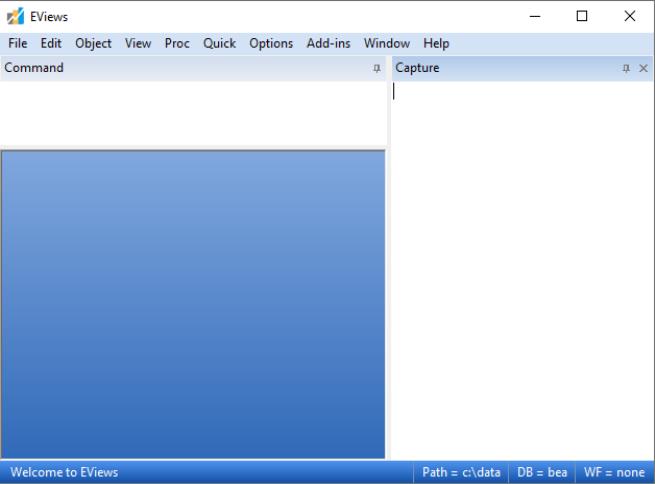 EViews
File Edit Object View Proc Quick Options Add-ins Window Help
Command
Capture
Welcome to EViews
Path = c:\data DB = bea WF = none